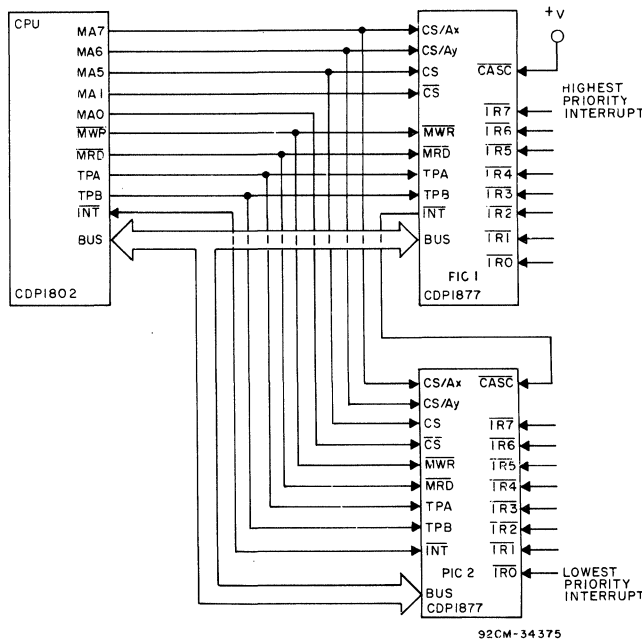 CPU
CDP1802
MA7
MA6
MA5
MA1
MA0
MWR
MRD
TPA
TPB
INT
BUS
CS/Ax
CS/Ay
CS
CS
MWR
MRD
TPA
TPB
INT
BUS
CASC
IR7
IR6
IR5
IR4
IR3
IR2
IR1
IR0
PIC 1
CDP1877
+V
HIGHEST
PRIORITY
INTERRUPT
CS/Ax
CS/Ay
CS
CS
MWR
MRD
TPA
TPB
INT
BUS
CASC
IR7
IR6
IR5
IR4
IR3
IR2
IR1
IR0
PIC 2
CDP1877
LOWEST
PRIORITY
INTERRUPT
92CM-34375